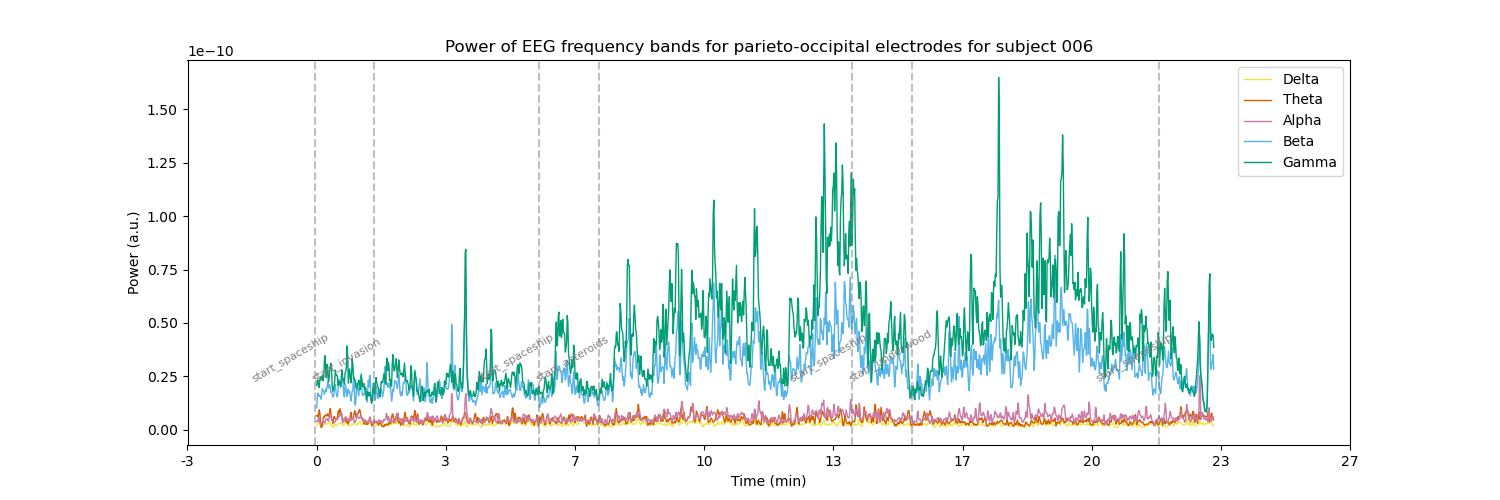 Power of EEG frequency bands for parieto-occipital electrodes for subject 006
1e−10
Delta
Theta
Alpha
Beta
Gamma
1.50
1.25
1.00
0.75
0.50
0.25
0.00
Power (a.u.)
start_spaceship
start_invasion
start_spaceship
start_asteroids
start_spaceship
-3
0
3
7
10
13
17
20
23
27
Time (min)